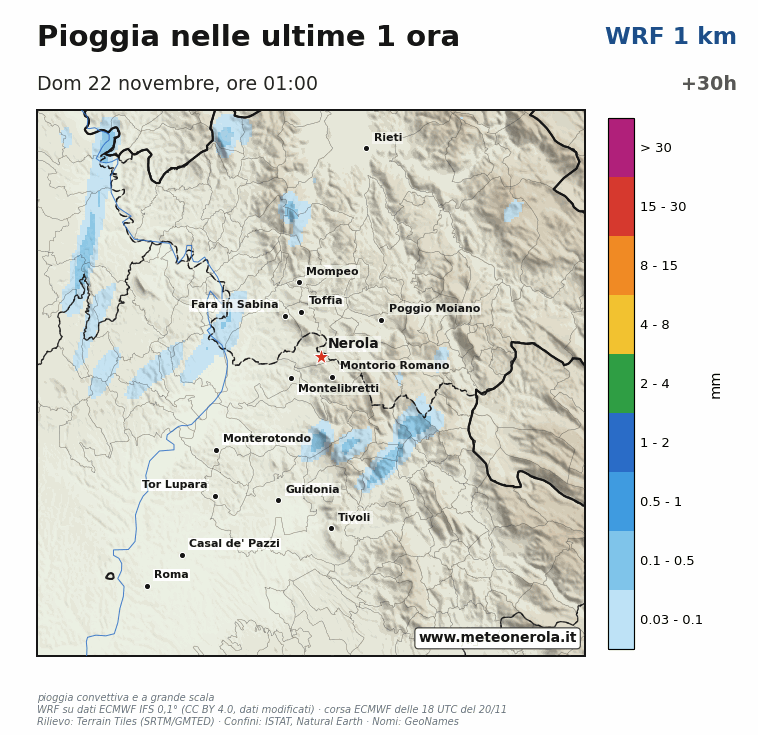 Pioggia nelle ultime 1 ora
WRF 1 km
Dom 22 novembre, ore 01:00
+30h
Rieti
Mompeo
Fara in Sabina
Toffia
Poggio Moiano
Nerola
Montorio Romano
Montelibretti
Monterotondo
Tor Lupara
Guidonia
Tivoli
Casal de' Pazzi
Roma
www.meteonerola.it
> 30
15 - 30
8 - 15
4 - 8
2 - 4
1 - 2
0.5 - 1
0.1 - 0.5
0.03 - 0.1
mm
pioggia convettiva e a grande scala
WRF su dati ECMWF IFS 0,1° (CC BY 4.0, dati modificati) · corsa ECMWF delle 18 UTC del 20/11
Rilievo: Terrain Tiles (SRTM/GMTED) · Confini: ISTAT, Natural Earth · Nomi: GeoNames